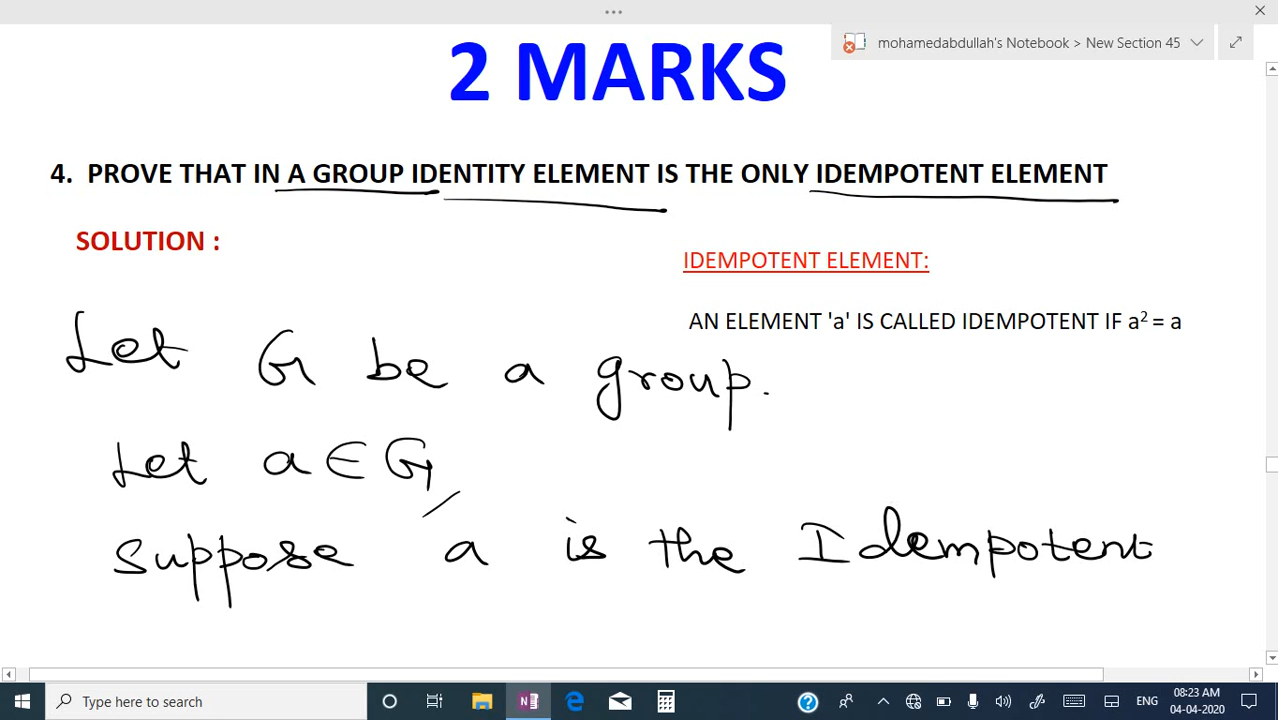 mohamedabdullah's Notebook > New Section 45
2 MARKS
4. PROVE THAT IN A GROUP IDENTITY ELEMENT IS THE ONLY IDEMPOTENT ELEMENT
SOLUTION :
IDEMPOTENT ELEMENT:
AN ELEMENT 'a' IS CALLED IDEMPOTENT IF a² = a
Let G be a group.
Let a ∈ G
suppose a is the Idempotent
Type here to search
ENG
08:23 AM
04-04-2020